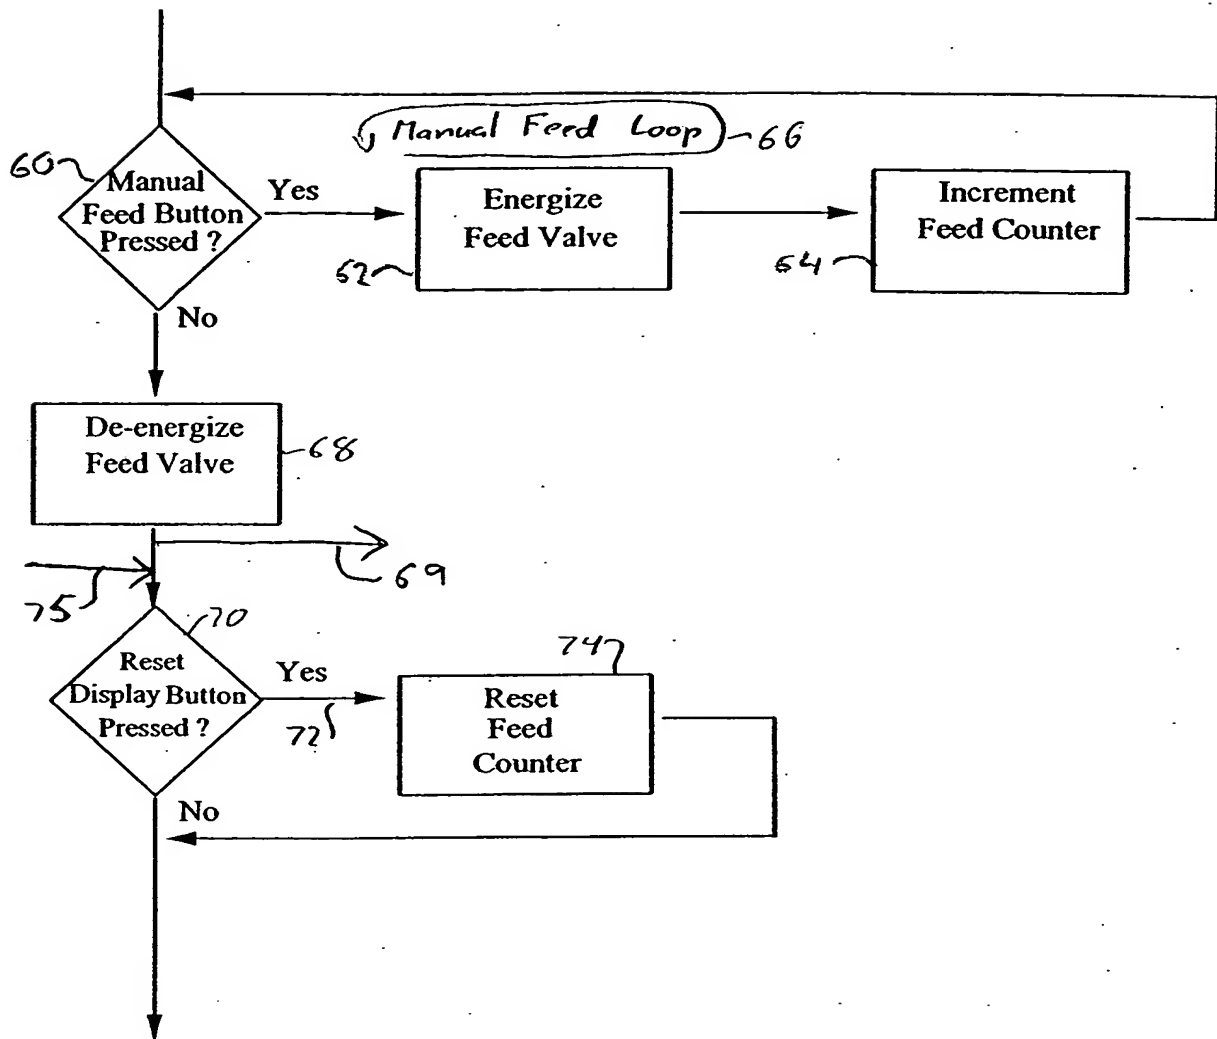 Manual Feed Loop 66
60
Manual
Feed Button
Pressed ?
Yes
Energize
Feed Valve
62
Increment
Feed Counter
64
No
De-energize
Feed Valve
68
69
75
70
Reset
Display Button
Pressed ?
Yes
72
74
Reset
Feed
Counter
No